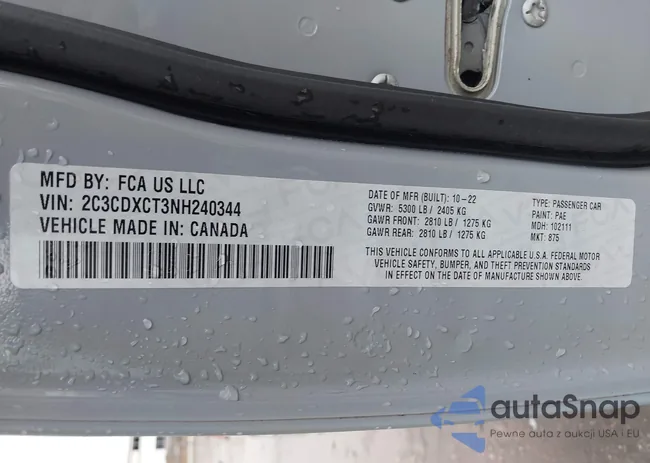 MFD BY: FCA US LLC
VIN: 2C3CDXCT3NH240344
VEHICLE MADE IN: CANADA
DATE OF MFR (BUILT): 10-22
GVWR: 5300 LB / 2405 KG
GAWR FRONT: 2810 LB / 1275 KG
GAWR REAR: 2810 LB / 1275 KG
TYPE: PASSENGER CAR
PAINT: PAE
MDH: 102111
MKT: 875
THIS VEHICLE CONFORMS TO ALL APPLICABLE U.S.A. FEDERAL MOTOR
VEHICLE SAFETY, BUMPER, AND THEFT PREVENTION STANDARDS
IN EFFECT ON THE DATE OF MANUFACTURE SHOWN ABOVE.
autoSnap
Pewne auta z aukcji USA i EU